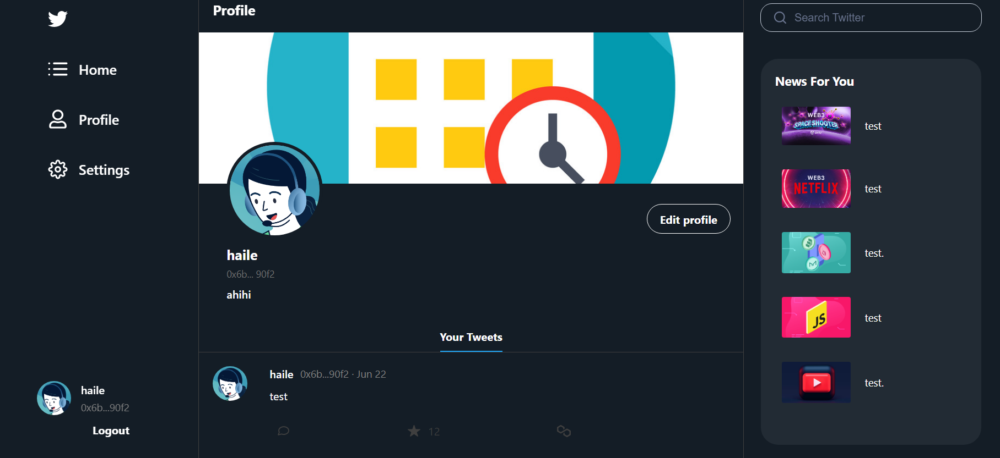 Home
Profile
Settings
haile
0x6b...90f2
Logout
Profile
Edit profile
haile
0x6b... 90f2
ahihi
Your Tweets
haile 0x6b...90f2 · Jun 22
test
12
Search Twitter
News For You
WEB3
SPACE SHOOTER
unity
test
WEB3
NETFLIX
test
test.
JS
test
test.